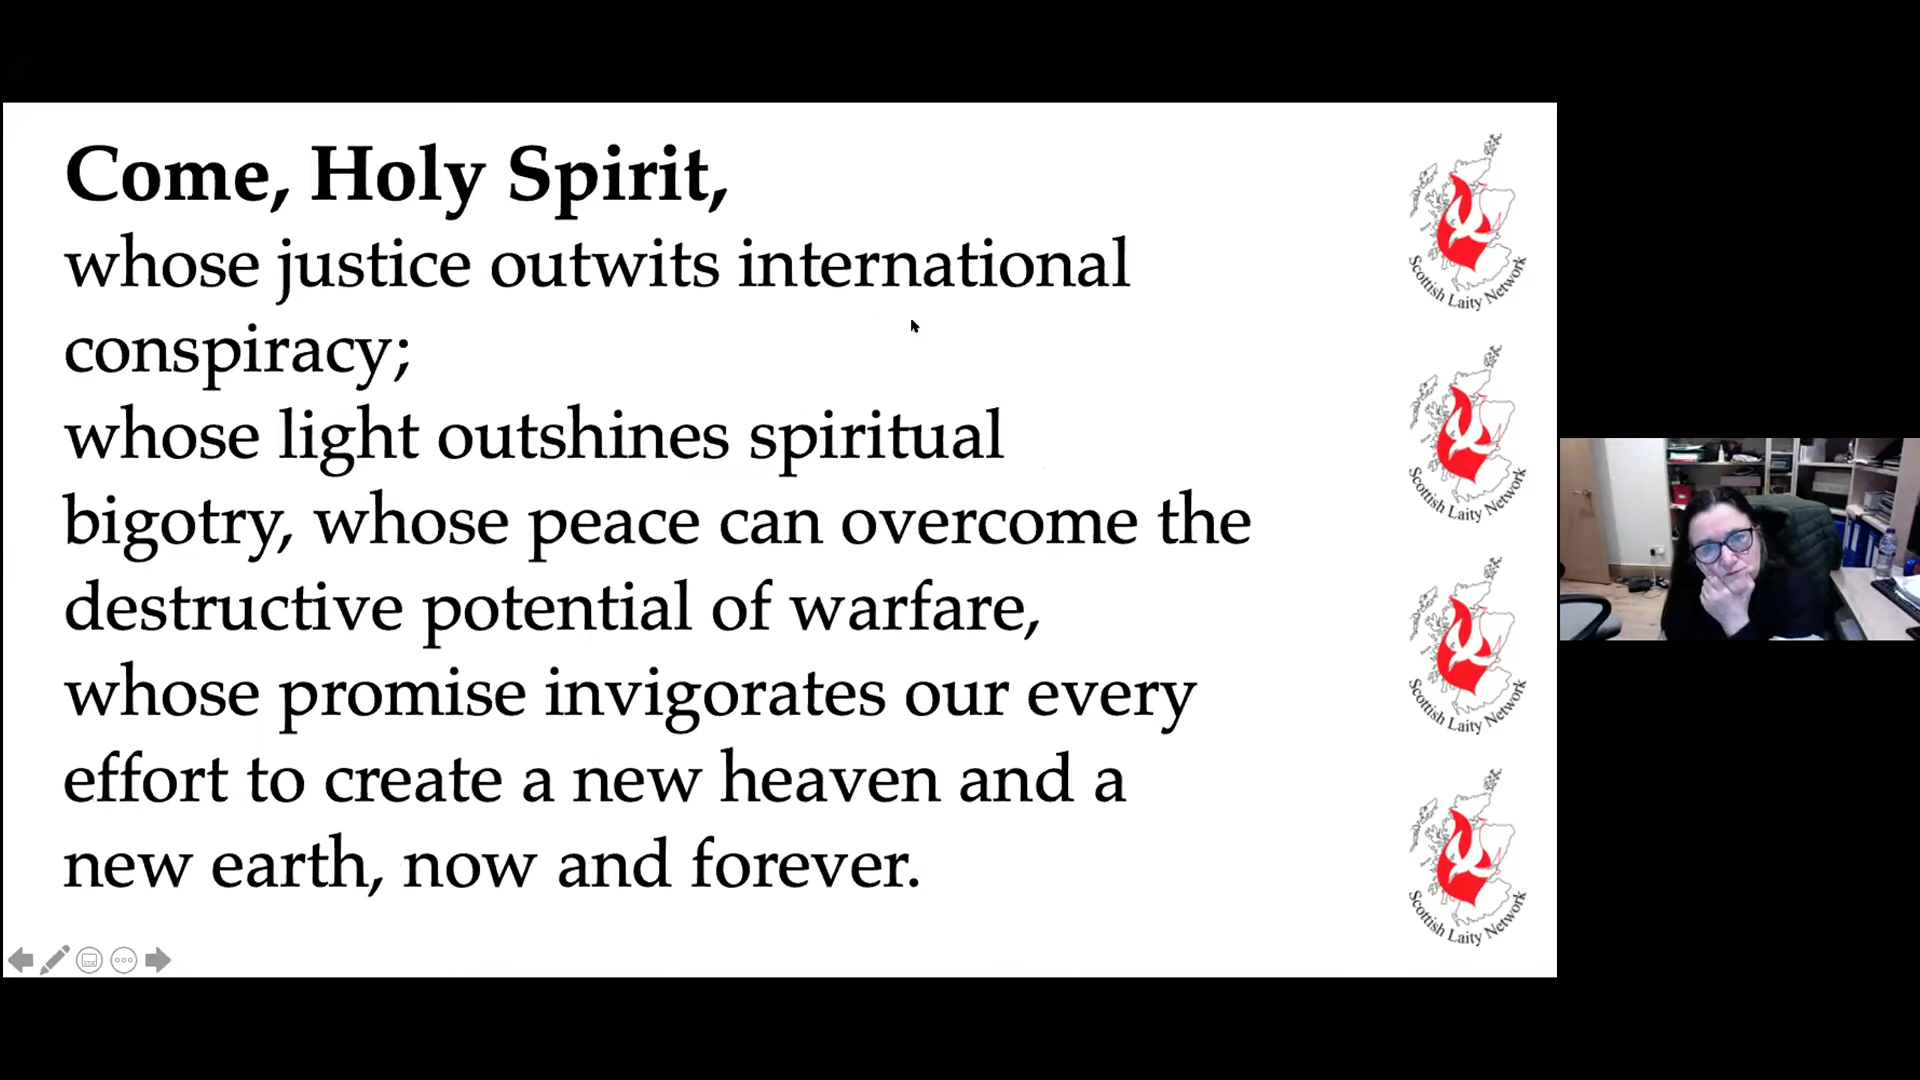 Come, Holy Spirit,
whose justice outwits international
conspiracy;
whose light outshines spiritual
bigotry, whose peace can overcome the
destructive potential of warfare,
whose promise invigorates our every
effort to create a new heaven and a
new earth, now and forever.
Scottish Laity Network
Scottish Laity Network
Scottish Laity Network
Scottish Laity Network